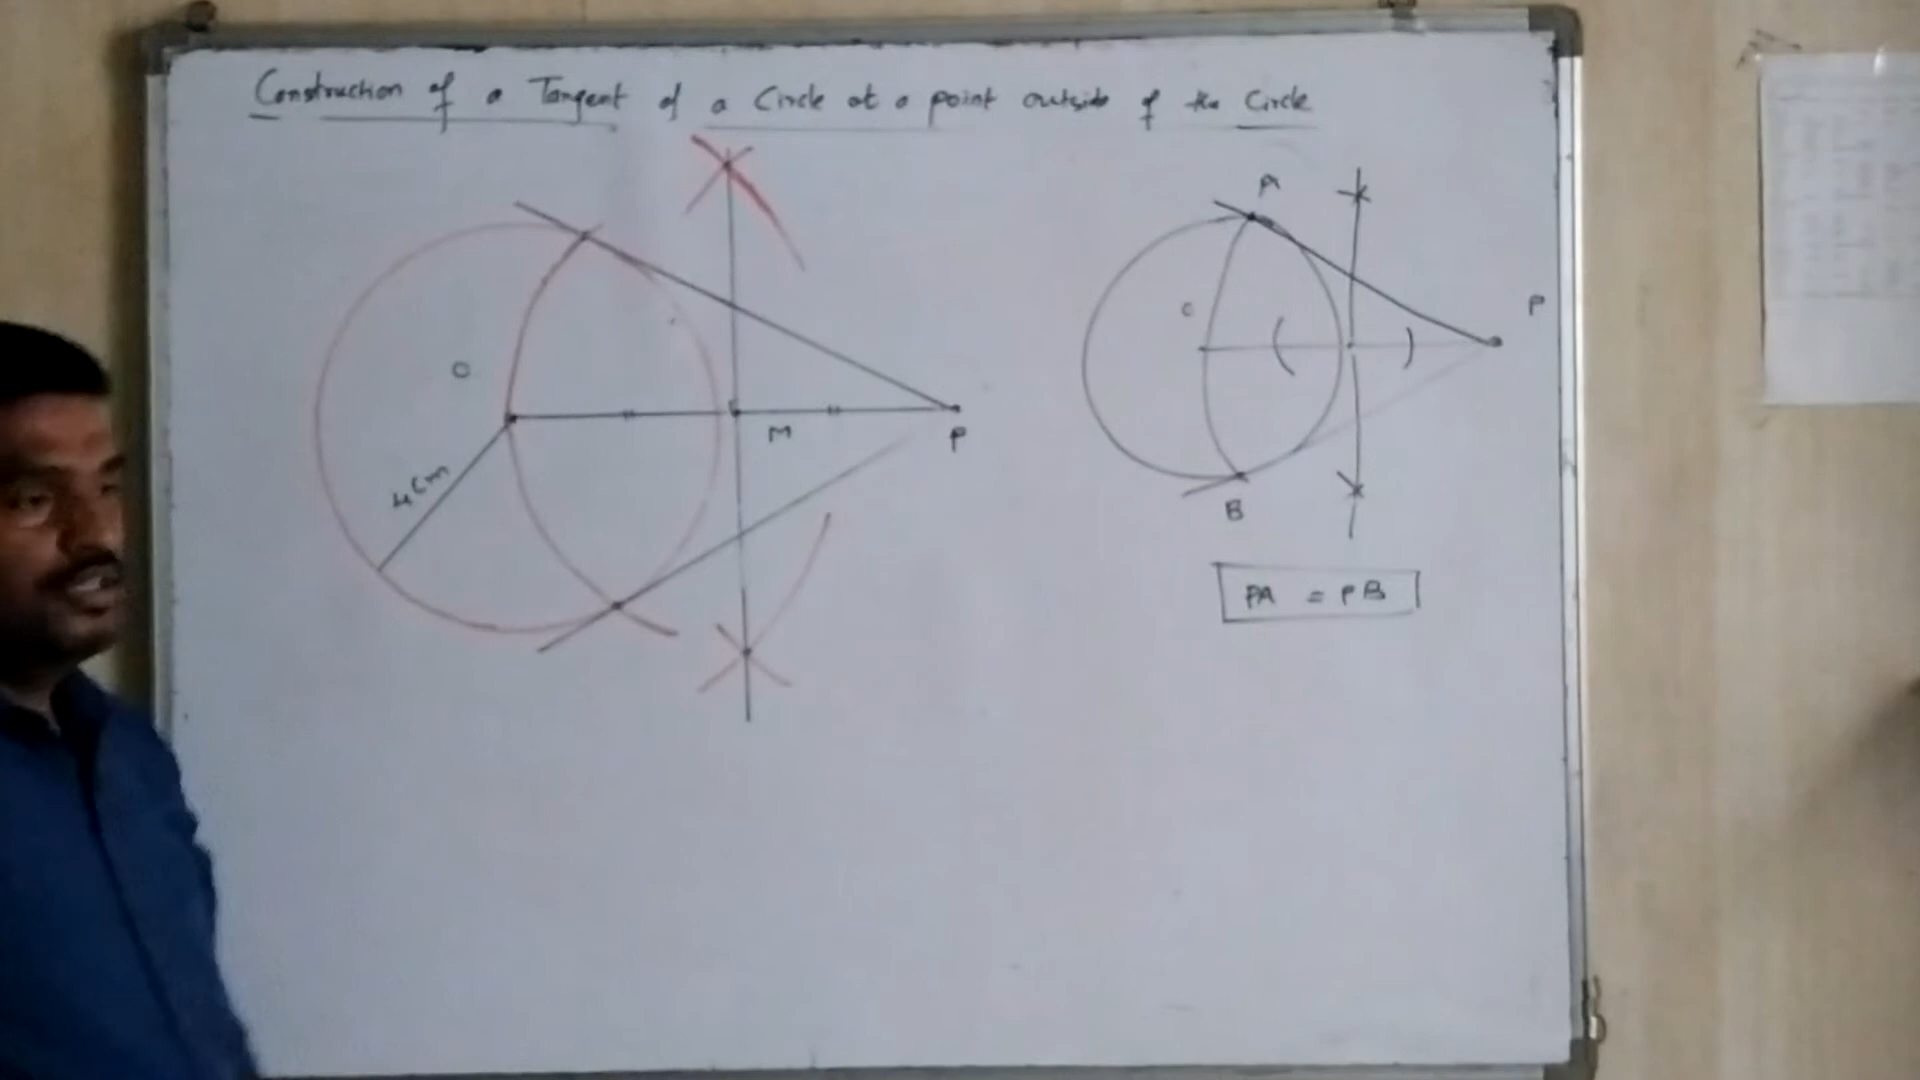 Construction of a Tangent of a Circle at a point outside of the Circle
O
4cm
M
P
A
C
P
B
PA = PB